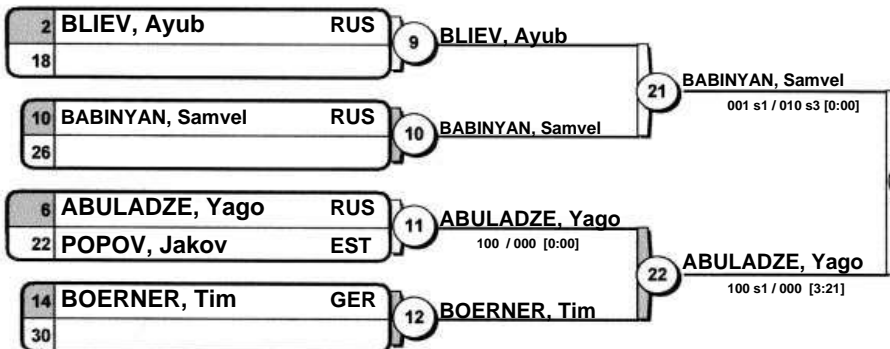 2 BLIEV, Ayub RUS
18
9 BLIEV, Ayub
10 BABINYAN, Samvel RUS
26
10 BABINYAN, Samvel
21 BABINYAN, Samvel
001 s1 / 010 s3 [0:00]
6 ABULADZE, Yago RUS
22 POPOV, Jakov EST
11 ABULADZE, Yago
100 / 000 [0:00]
14 BOERNER, Tim GER
30
12 BOERNER, Tim
22 ABULADZE, Yago
100 s1 / 000 [3:21]